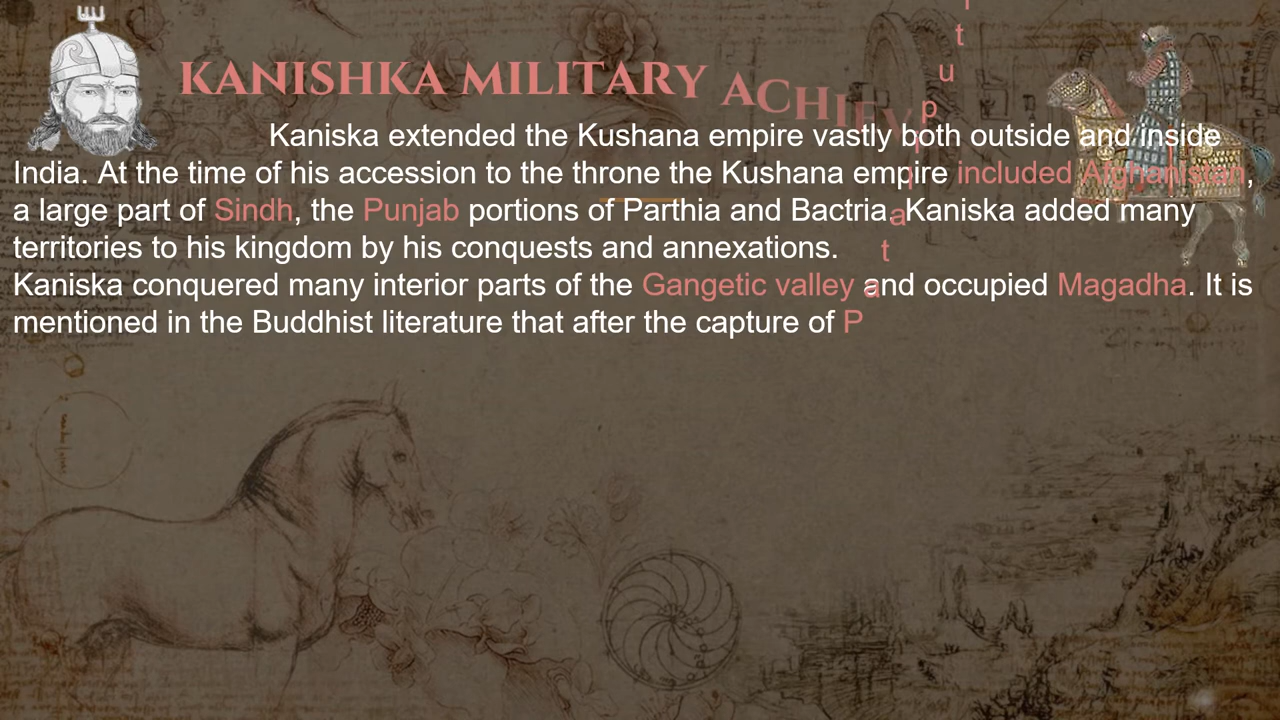 KANISHKA MILITARY ACHIEV
Kaniska extended the Kushana empire vastly both outside and inside
India. At the time of his accession to the throne the Kushana empire included Afghanistan,
a large part of Sindh, the Punjab portions of Parthia and Bactria. Kaniska added many
territories to his kingdom by his conquests and annexations.
Kaniska conquered many interior parts of the Gangetic valley and occupied Magadha. It is
mentioned in the Buddhist literature that after the capture of P